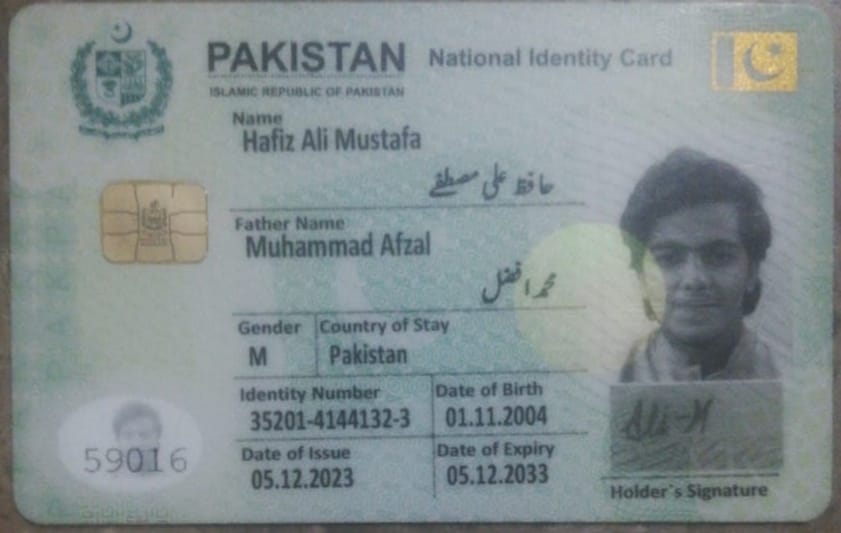 PAKISTAN National Identity Card
ISLAMIC REPUBLIC OF PAKISTAN
Name
Hafiz Ali Mustafa
حافظ علی مصطفے
Father Name
Muhammad Afzal
محمد افضل
Gender Country of Stay
M Pakistan
Identity Number Date of Birth
35201-4144132-3 01.11.2004
Date of Issue Date of Expiry
05.12.2023 05.12.2033
59016
Ali-M
Holder's Signature